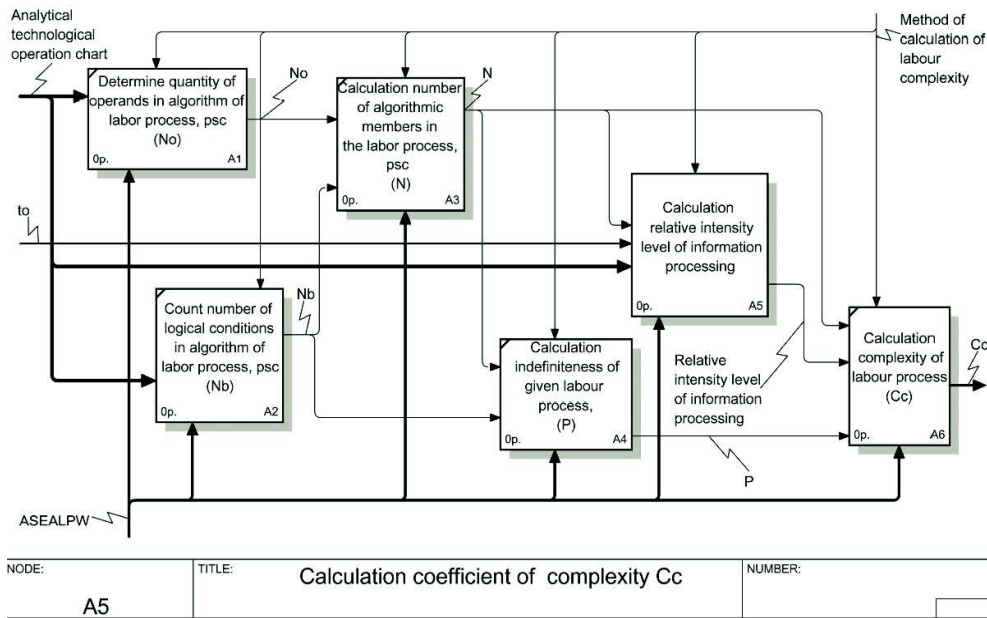 Analytical
technological
operation chart
Method of
calculation of
labour
complexity
Determine quantity of
operands in algorithm of
labor process, psc
(No)
0p.
A1
No
Calculation number
of algorithmic
members in
the labor process,
psc
(N)
0p.
A3
N
to
Calculation
relative intensity
level of information
processing
0p.
A5
Count number of
logical conditions
in algorithm of
labor process, psc
(Nb)
0p.
A2
Nb
Calculation
indefiniteness of
given labour
process,
(P)
0p.
A4
Relative
intensity level
of information
processing
P
Calculation
complexity of
labour process
(Cc)
0p.
A6
Cc
ASEALPW
NODE:
A5
TITLE:
Calculation coefficient of complexity Cc
NUMBER: